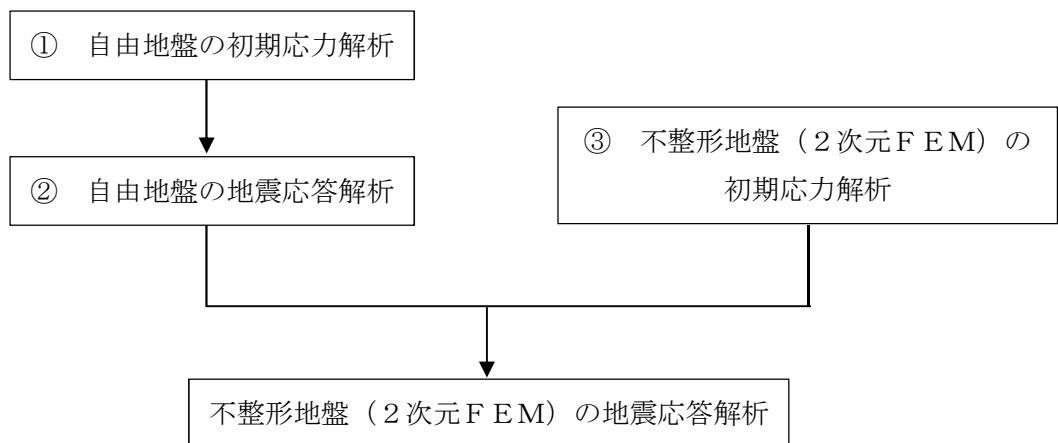 ① 自由地盤の初期応力解析
② 自由地盤の地震応答解析
③ 不整形地盤（２次元ＦＥＭ）の
初期応力解析
不整形地盤（２次元ＦＥＭ）の地震応答解析